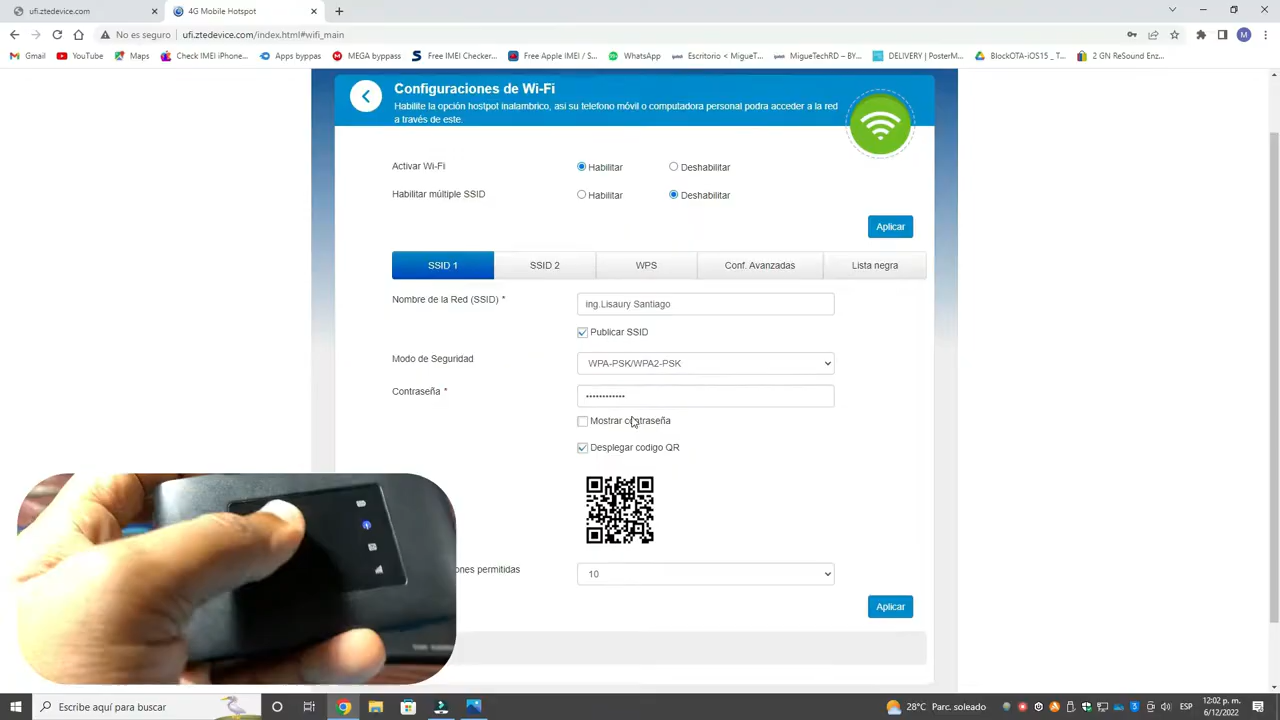 ufi.ztedevice.com
4G Mobile Hotspot
No es seguro
ufi.ztedevice.com/index.html#wifi_main
Gmail
YouTube
Maps
Check IMEI iPhone...
Apps byppas
MEGA byppass
Free IMEI Checker...
Free Apple IMEI / S...
WhatsApp
Escritorio < MigueT...
MigueTechRD – BY...
DELIVERY | PosterM...
BlockOTA-iOS15 _ T...
2 GN ReSound Enz...
Configuraciones de Wi-Fi
Habilite la opción hostpot inalambrico, asi su telefono móvil o computadora personal podra acceder a la red
a través de este.
Activar Wi-Fi
Habilitar
Deshabilitar
Habilitar múltiple SSID
Habilitar
Deshabilitar
Aplicar
SSID 1
SSID 2
WPS
Conf. Avanzadas
Lista negra
Nombre de la Red (SSID) *
ing.Lisaury Santiago
Publicar SSID
Modo de Seguridad
WPA-PSK/WPA2-PSK
Contraseña *
Mostrar contraseña
Desplegar codigo QR
permitidas
10
Aplicar
Escribe aquí para buscar
28°C Parc. soleado
ESP
12:02 p. m.
6/12/2022